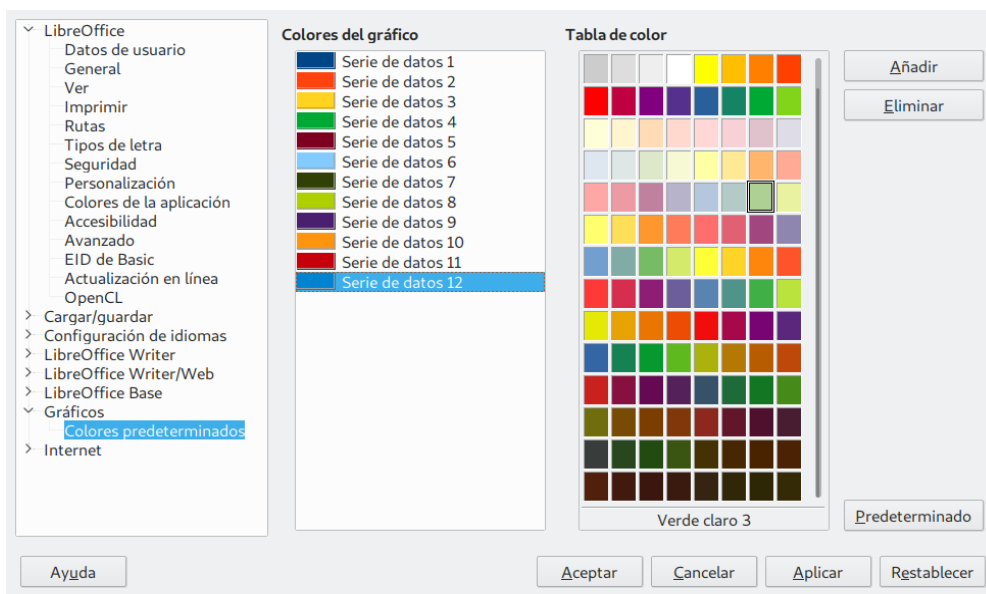 LibreOffice
Datos de usuario
General
Ver
Imprimir
Rutas
Tipos de letra
Seguridad
Personalización
Colores de la aplicación
Accesibilidad
Avanzado
EID de Basic
Actualización en línea
OpenCL
Cargar/guardar
Configuración de idiomas
LibreOffice Writer
LibreOffice Writer/Web
LibreOffice Base
Gráficos
Colores predeterminados
Internet
Colores del gráfico
Serie de datos 1
Serie de datos 2
Serie de datos 3
Serie de datos 4
Serie de datos 5
Serie de datos 6
Serie de datos 7
Serie de datos 8
Serie de datos 9
Serie de datos 10
Serie de datos 11
Serie de datos 12
Tabla de color
Verde claro 3
Añadir
Eliminar
Predeterminado
Ayuda
Aceptar
Cancelar
Aplicar
Restablecer